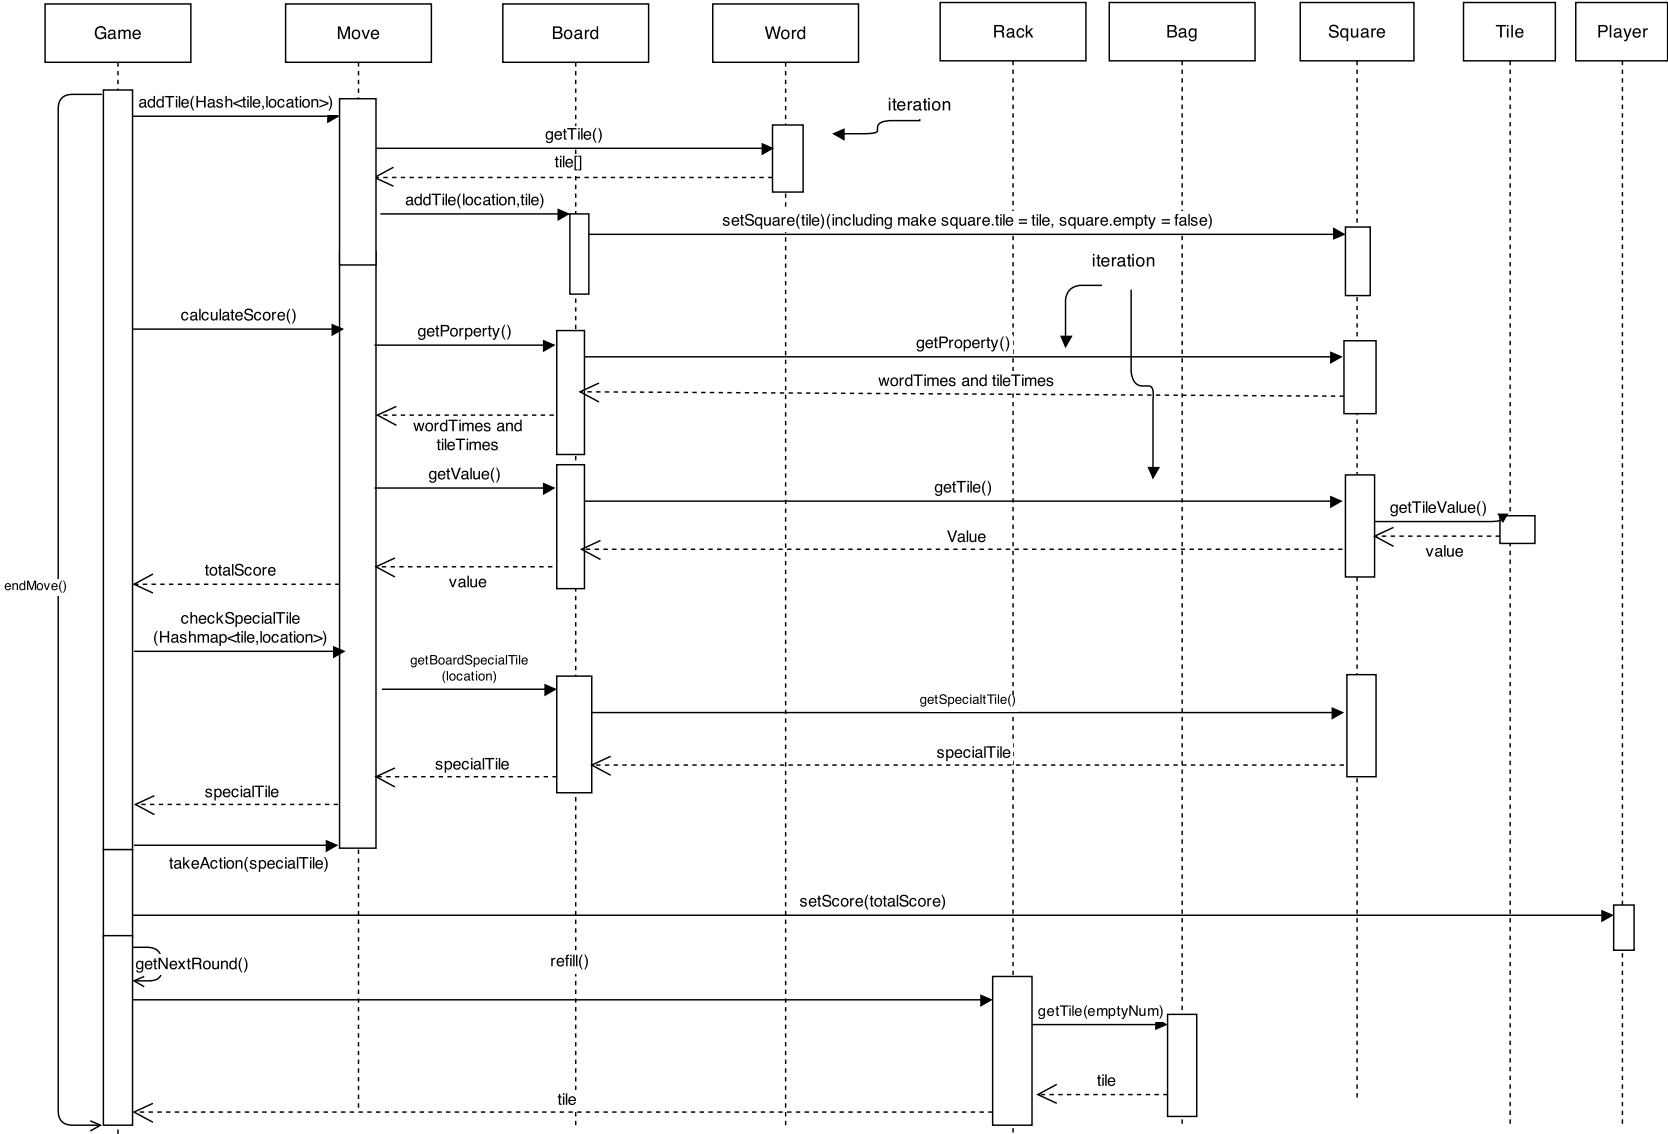 Game
Move
Board
Word
Rack
Bag
Square
Tile
Player
addTile(Hash<tile,location>)
iteration
getTile()
tile[]
addTile(location,tile)
setSquare(tile)(including make square.tile = tile, square.empty = false)
iteration
calculateScore()
getPorperty()
getProperty()
wordTimes and tileTimes
wordTimes and
tileTimes
getValue()
getTile()
getTileValue()
Value
value
totalScore
value
endMove()
checkSpecialTile
(Hashmap<tile,location>)
getBoardSpecialTile
(location)
getSpecialtTile()
specialTile
specialTile
specialTile
takeAction(specialTile)
setScore(totalScore)
getNextRound()
refill()
getTile(emptyNum)
tile
tile